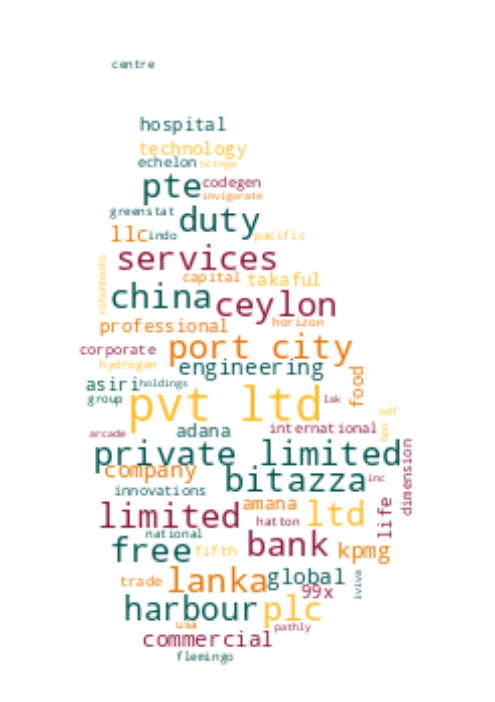 centre
hospital
technology
echelon ncinga
pte codegen
invigorate
greenstat duty
llc indo pacific
services
nihonbashi capital takaful
china ceylon
professional horizon
corporate port city
hydrogen engineering
asiri holdings food
group pvt ltd lak
odf
arcade adana international bpo
private limited dimension
company bitazza inc
innovations
limited amana ltd life
hatton
national
free fifth bank kpmg
trade lanka global iviva
99x
harbour plc
usa pathly
commercial
flemingo